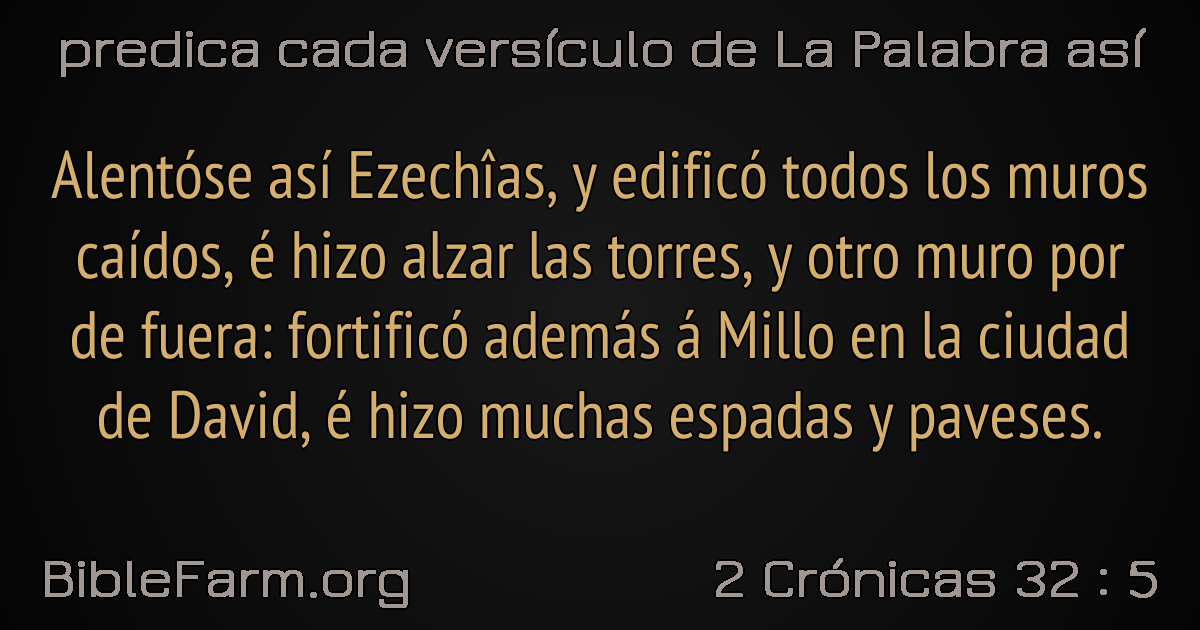 predica cada versículo de La Palabra así
Alentóse así Ezechîas, y edificó todos los muros
caídos, é hizo alzar las torres, y otro muro por
de fuera: fortificó además á Millo en la ciudad
de David, é hizo muchas espadas y paveses.
BibleFarm.org
2 Crónicas 32 : 5